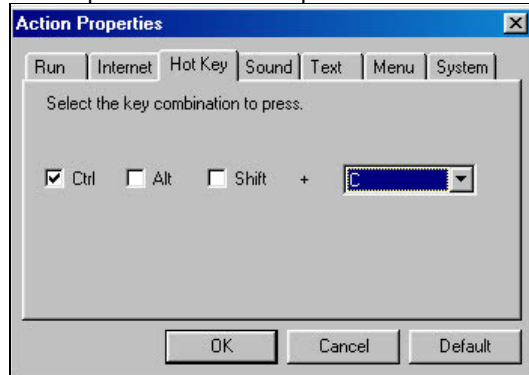 Action Properties
Run Internet Hot Key Sound Text Menu System
Select the key combination to press.
Ctrl Alt Shift + C
OK Cancel Default